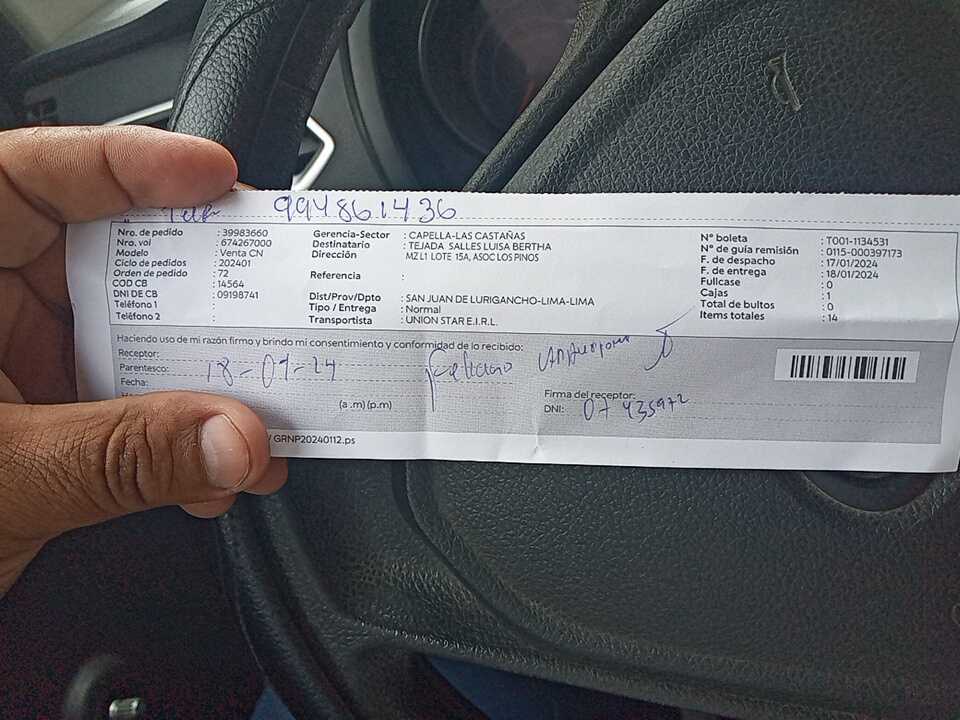 Telf 994861436
Nro. de pedido : 39983660
Nro. vol : 674267000
Modelo : Venta CN
Ciclo de pedidos : 202401
Orden de pedido : 72
COD CB : 14564
DNI DE CB : 09198741
Teléfono 1 :
Teléfono 2 :
Gerencia-Sector : CAPELLA-LAS CASTAÑAS
Destinatario : TEJADA SALLES LUISA BERTHA
Dirección MZ L1 LOTE 15A, ASOC LOS PINOS
Referencia :
Dist/Prov/Dpto : SAN JUAN DE LURIGANCHO-LIMA-LIMA
Tipo / Entrega : Normal
Transportista : UNION STAR E.I.R.L.
N° boleta : T001-1134531
N° de guía remisión : 0115-000397173
F. de despacho : 17/01/2024
F. de entrega : 18/01/2024
Fullcase : 0
Cajas : 1
Total de bultos : 0
Items totales : 14
Haciendo uso de mi razón firmo y brindo mi consentimiento y conformidad de lo recibido:
Receptor:
Parentesco: 18-01-24
Fecha:
(a .m) (p.m)
Feliciano
Firma del receptor:
DNI: 07435972
/ GRNP20240112.ps